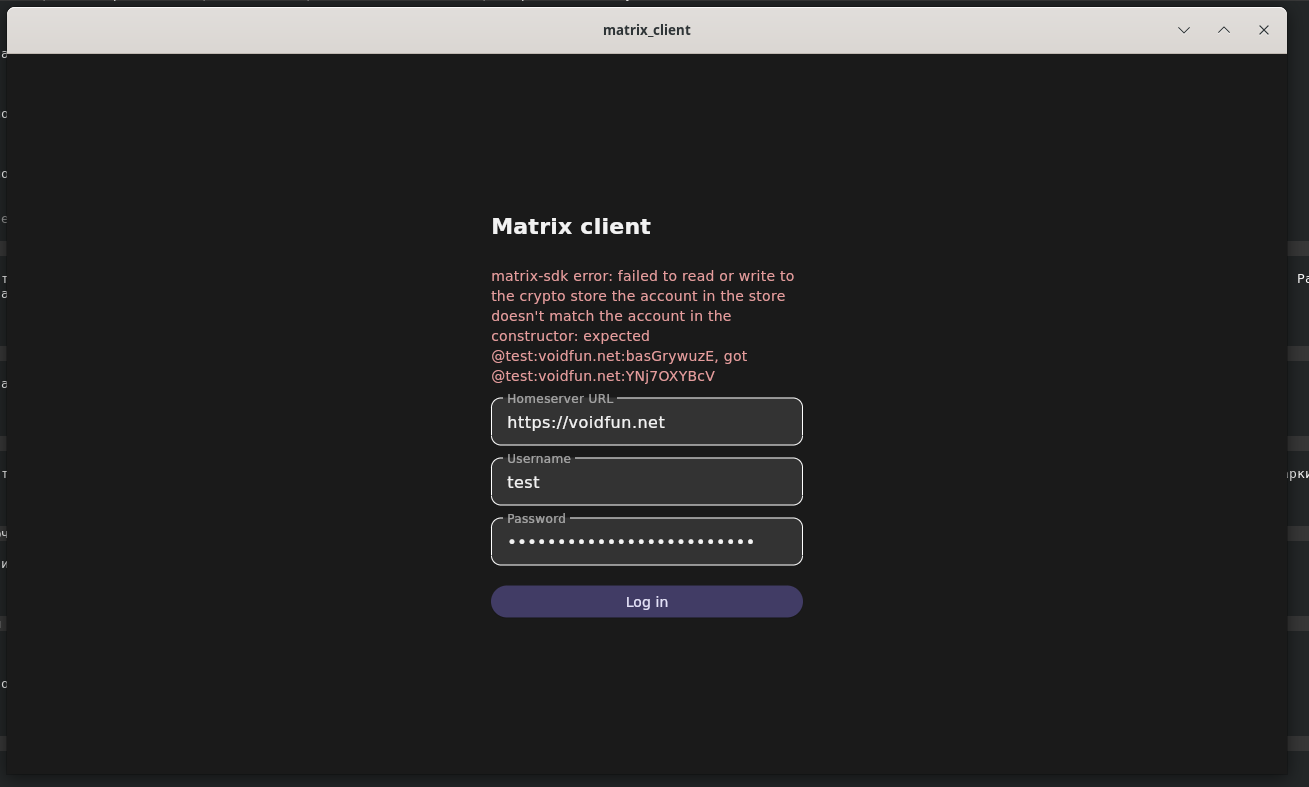 matrix_client
Matrix client
matrix-sdk error: failed to read or write to
the crypto store the account in the store
doesn't match the account in the
constructor: expected
@test:voidfun.net:basGrywuzE, got
@test:voidfun.net:YNj7OXYBcV
Homeserver URL
https://voidfun.net
Username
test
Password
Log in